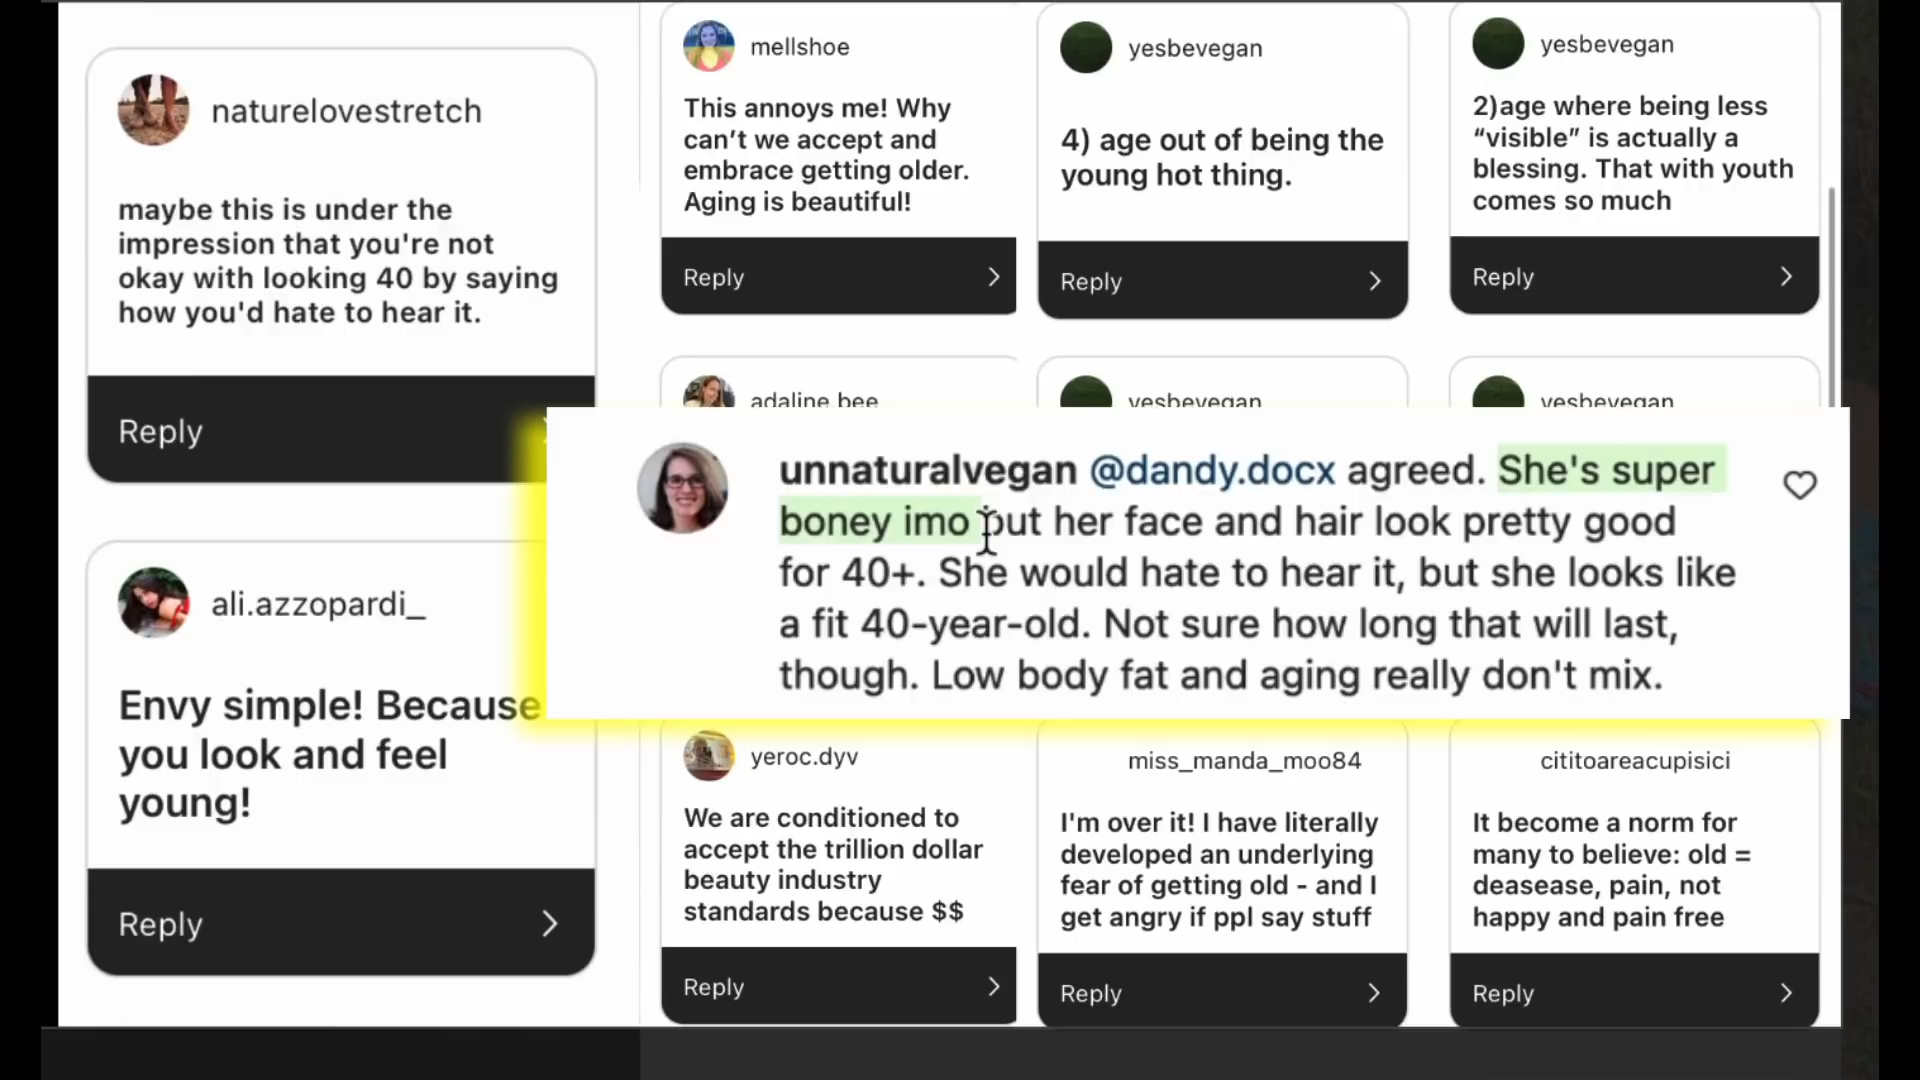 naturelovestretch
maybe this is under the
impression that you're not
okay with looking 40 by saying
how you'd hate to hear it.
Reply
ali.azzopardi_
Envy simple! Because
you look and feel
young!
Reply
mellshoe
This annoys me! Why
can’t we accept and
embrace getting older.
Aging is beautiful!
Reply
yesbevegan
4) age out of being the
young hot thing.
Reply
yesbevegan
2)age where being less
“visible” is actually a
blessing. That with youth
comes so much
Reply
adaline.bee
yesbevegan
yesbevegan
unnaturalvegan @dandy.docx agreed. She's super
boney imo but her face and hair look pretty good
for 40+. She would hate to hear it, but she looks like
a fit 40-year-old. Not sure how long that will last,
though. Low body fat and aging really don't mix.
yeroc.dyv
We are conditioned to
accept the trillion dollar
beauty industry
standards because $$
Reply
miss_manda_moo84
I'm over it! I have literally
developed an underlying
fear of getting old - and I
get angry if ppl say stuff
Reply
cititoareacupisici
It become a norm for
many to believe: old =
deasease, pain, not
happy and pain free
Reply